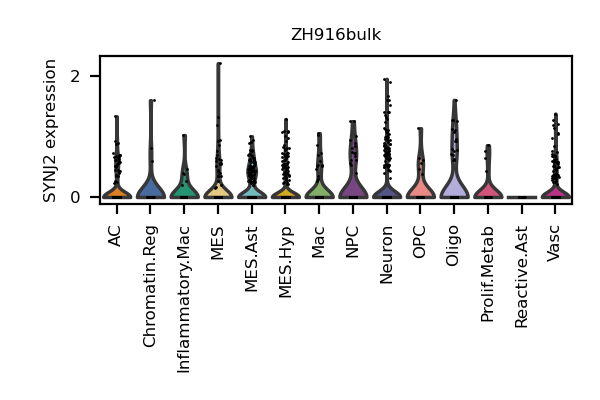 ZH916bulk
SYNJ2 expression
2
0
AC
Chromatin.Reg
Inflammatory.Mac
MES
MES.Ast
MES.Hyp
Mac
NPC
Neuron
OPC
Oligo
Prolif.Metab
Reactive.Ast
Vasc